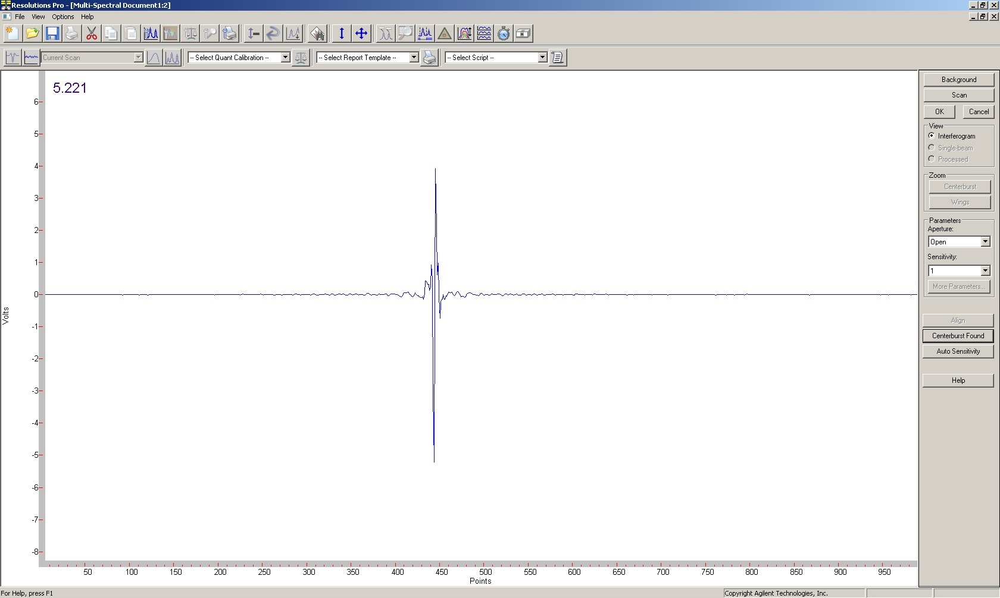 Resolutions Pro - [Multi-Spectral Document1:2]
File View Options Help
Current Scan
-- Select Quant Calibration --
-- Select Report Template --
-- Select Script --
5.221
6
5
4
3
2
1
0
-1
-2
-3
-4
-5
-6
-7
-8
Volts
50 100 150 200 250 300 350 400 450 500 550 600 650 700 750 800 850 900 950
Points
Background
Scan
OK Cancel
View
Interferogram
Single-beam
Processed
Zoom
Centerburst
Wings
Parameters
Aperture:
Open
Sensitivity:
1
More Parameters...
Align
Centerburst Found
Auto Sensitivity
Help
For Help, press F1
Copyright Agilent Technologies, Inc.